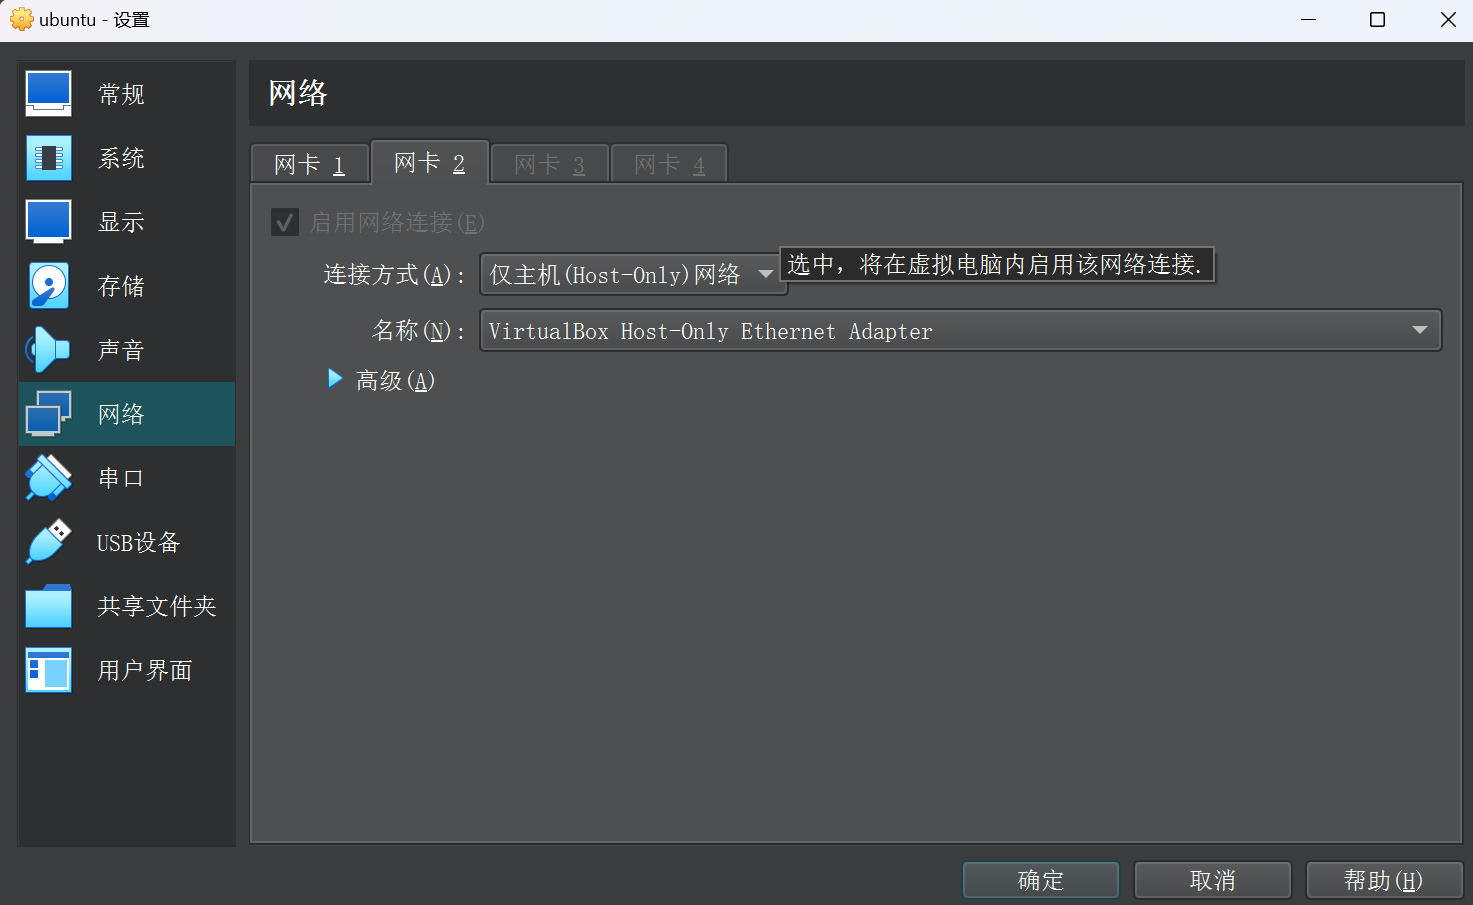 ubuntu - 设置
常规
系统
显示
存储
声音
网络
串口
USB设备
共享文件夹
用户界面
网络
网卡 1 网卡 2 网卡 3 网卡 4
启用网络连接(E)
连接方式(A): 仅主机(Host-Only)网络
选中，将在虚拟电脑内启用该网络连接.
名称(N): VirtualBox Host-Only Ethernet Adapter
高级(A)
确定 取消 帮助(H)